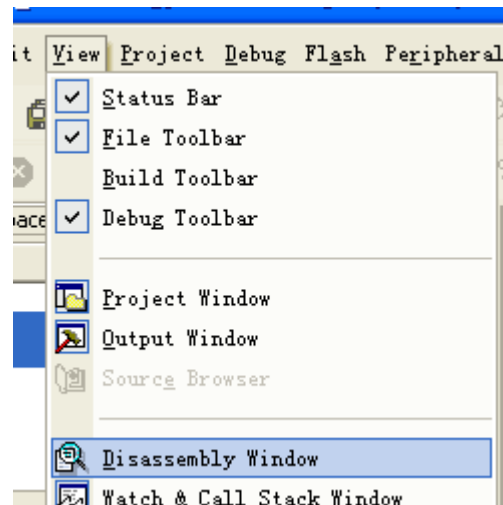 it View Project Debug Flash Peripheral
Status Bar
File Toolbar
Build Toolbar
ace
Debug Toolbar
Project Window
Output Window
Source Browser
Disassembly Window
Watch & Call Stack Window